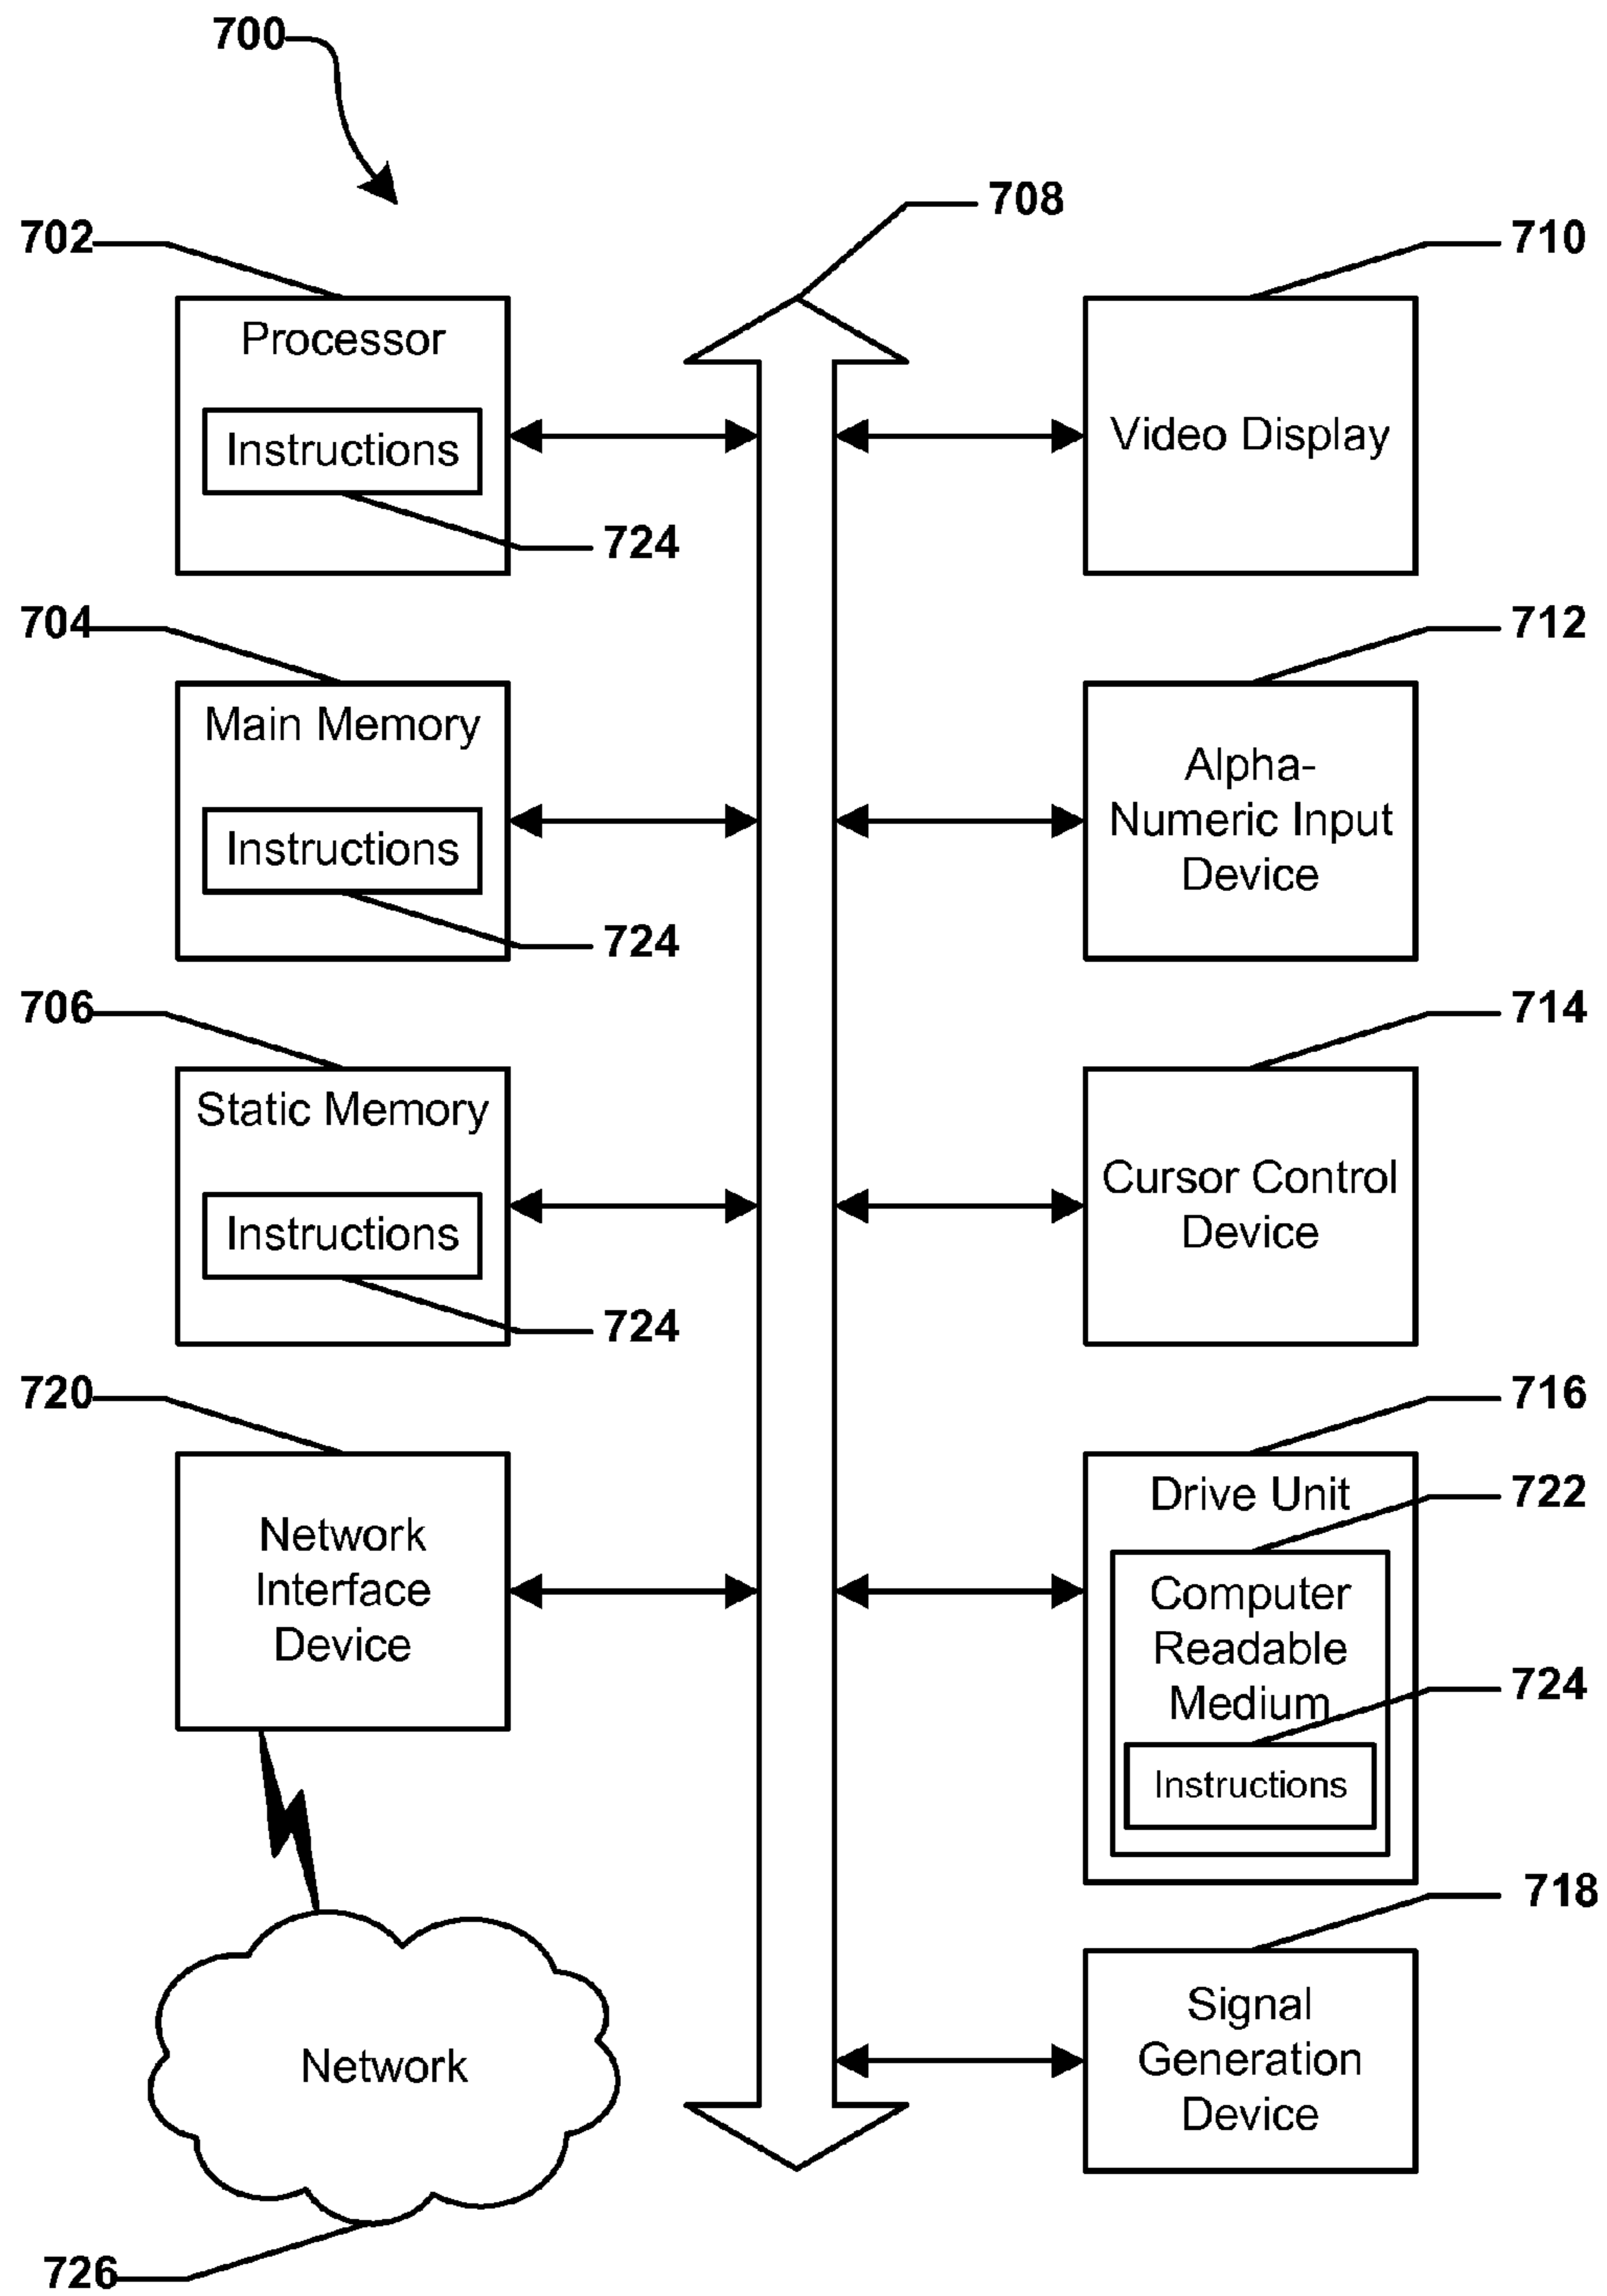 700
708
702
710
Processor
Instructions
Video Display
724
704
712
Main Memory
Instructions
Alpha-
Numeric Input
Device
724
706
714
Static Memory
Instructions
Cursor Control
Device
724
720
716
Network
Interface
Device
Drive Unit
722
Computer
Readable
Medium
724
Instructions
718
Signal
Generation
Device
Network
726